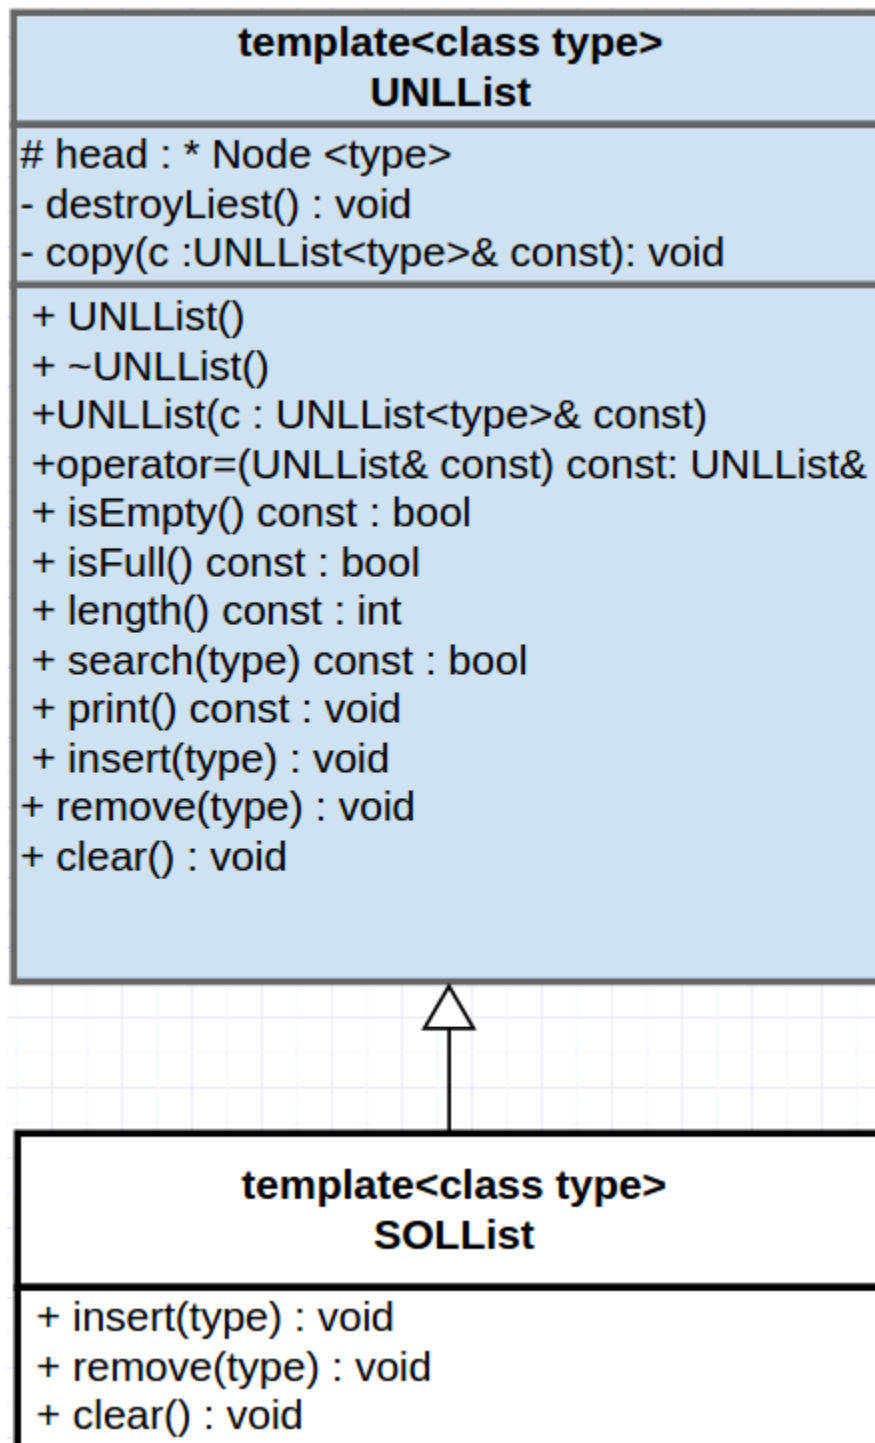 template<class type>
UNLList
# head : * Node <type>
- destroyLiest() : void
- copy(c :UNLList<type>& const): void
+ UNLList()
+ ~UNLList()
+UNLList(c : UNLList<type>& const)
+operator=(UNLList& const) const: UNLList&
+ isEmpty() const : bool
+ isFull() const : bool
+ length() const : int
+ search(type) const : bool
+ print() const : void
+ insert(type) : void
+ remove(type) : void
+ clear() : void
template<class type>
SOLList
+ insert(type) : void
+ remove(type) : void
+ clear() : void